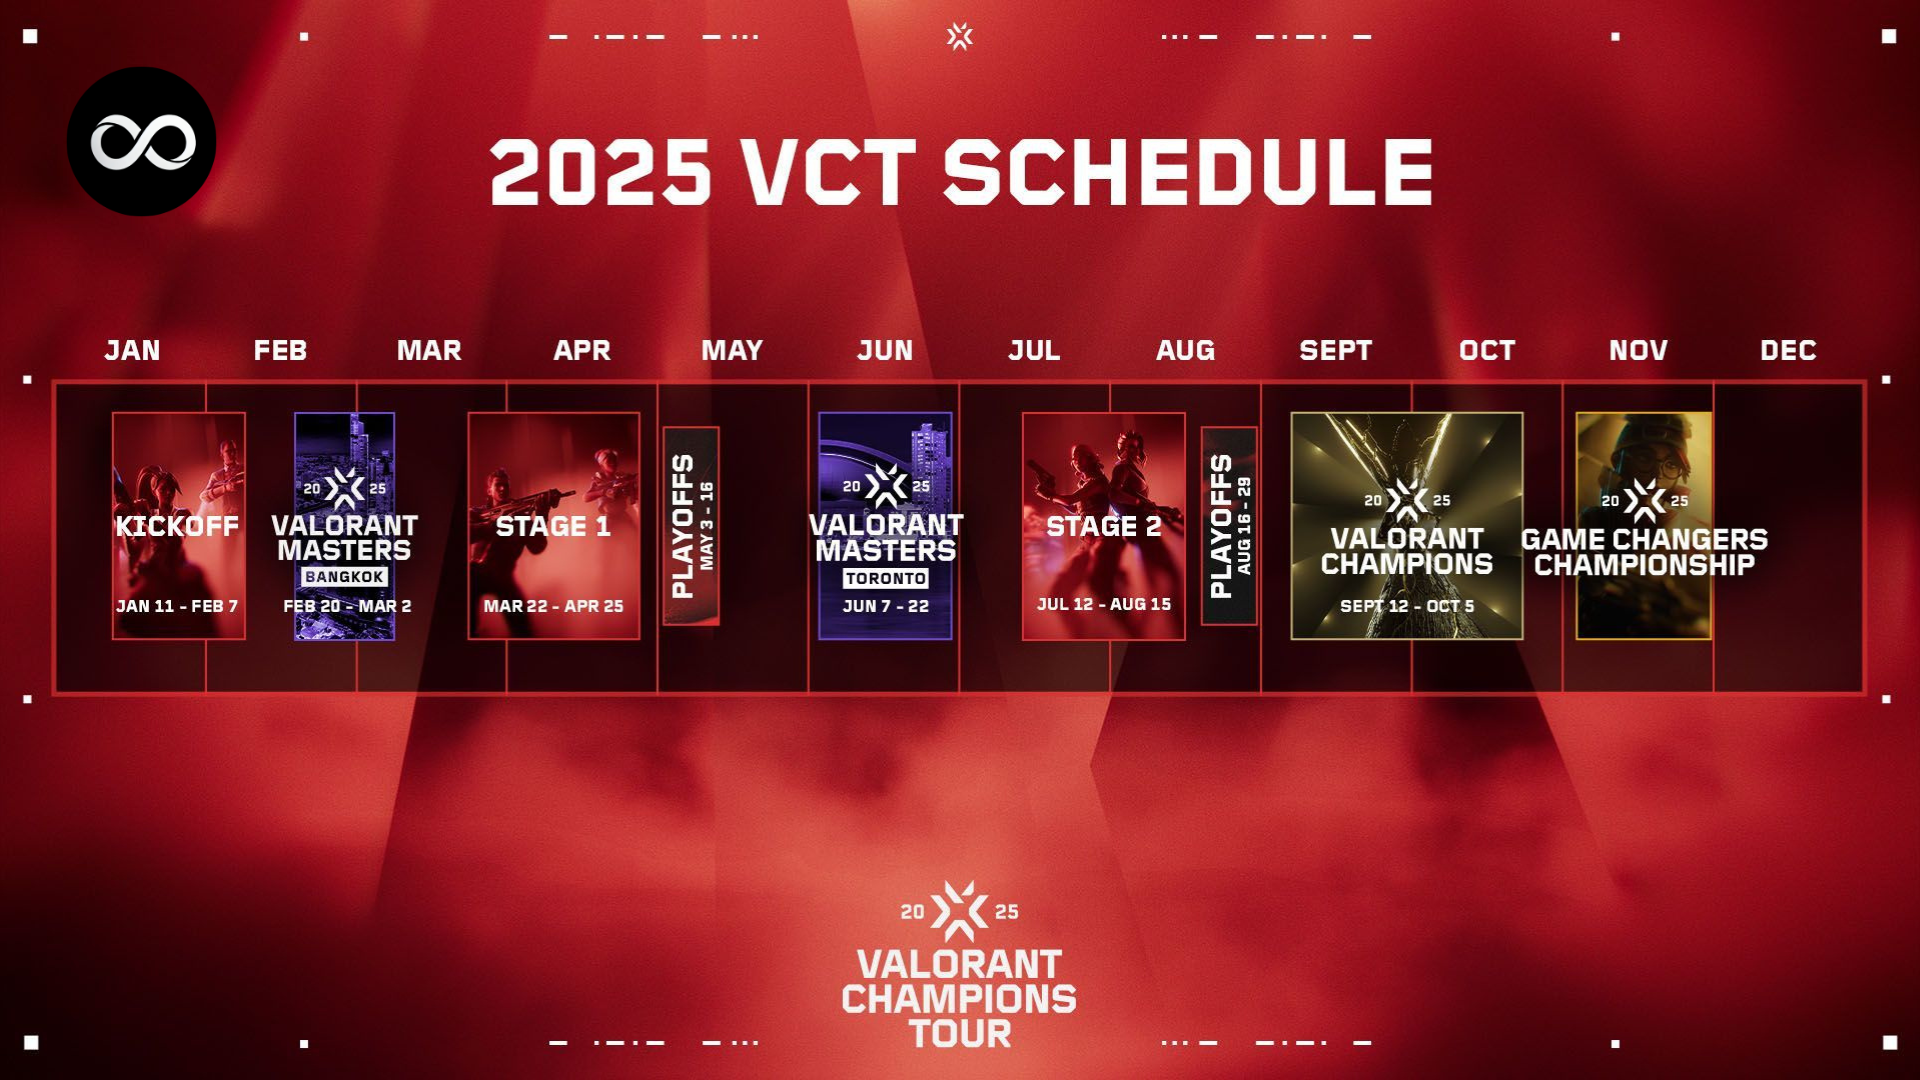 2025 VCT SCHEDULE
JAN FEB MAR APR MAY JUN JUL AUG SEPT OCT NOV DEC
KICKOFF
JAN 11 - FEB 7
20 25
VALORANT
MASTERS
BANGKOK
FEB 20 - MAR 2
STAGE 1
MAR 22 - APR 25
PLAYOFFS
MAY 3 - 16
20 25
VALORANT
MASTERS
TORONTO
JUN 7 - 22
STAGE 2
JUL 12 - AUG 15
PLAYOFFS
AUG 16 - 29
20 25
VALORANT
CHAMPIONS
SEPT 12 - OCT 5
20 25
GAME CHANGERS
CHAMPIONSHIP
20 25
VALORANT
CHAMPIONS
TOUR